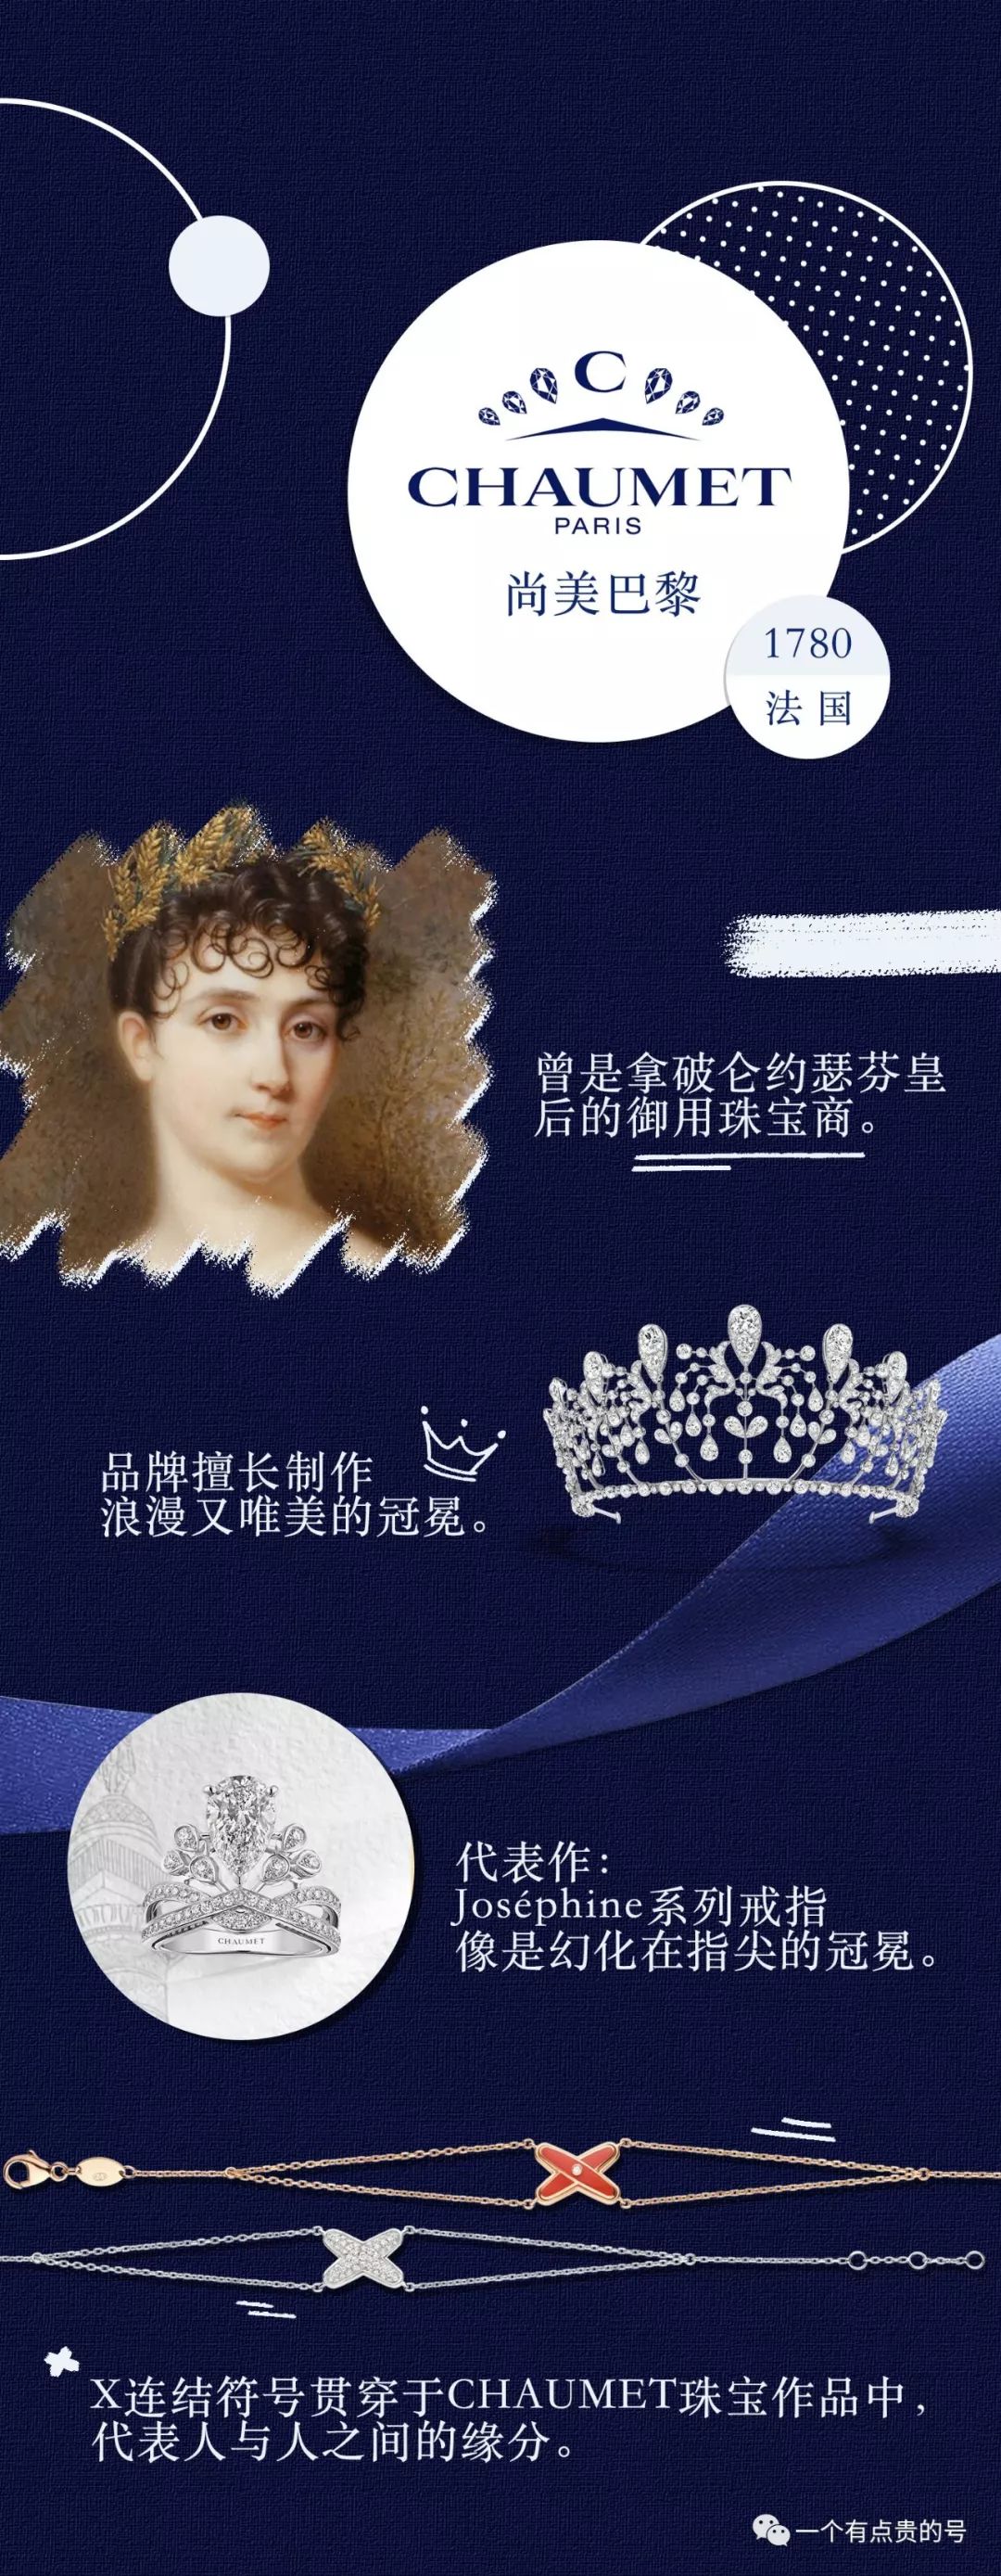 C
CHAUMET
PARIS
尚美巴黎
1780
法国
曾是拿破仑约瑟芬皇
后的御用珠宝商。
品牌擅长制作
浪漫又唯美的冠冕。
CHAUMET
代表作：
Joséphine系列戒指
像是幻化在指尖的冠冕。
X连结符号贯穿于CHAUMET珠宝作品中，
代表人与人之间的缘分。
一个有点贵的号